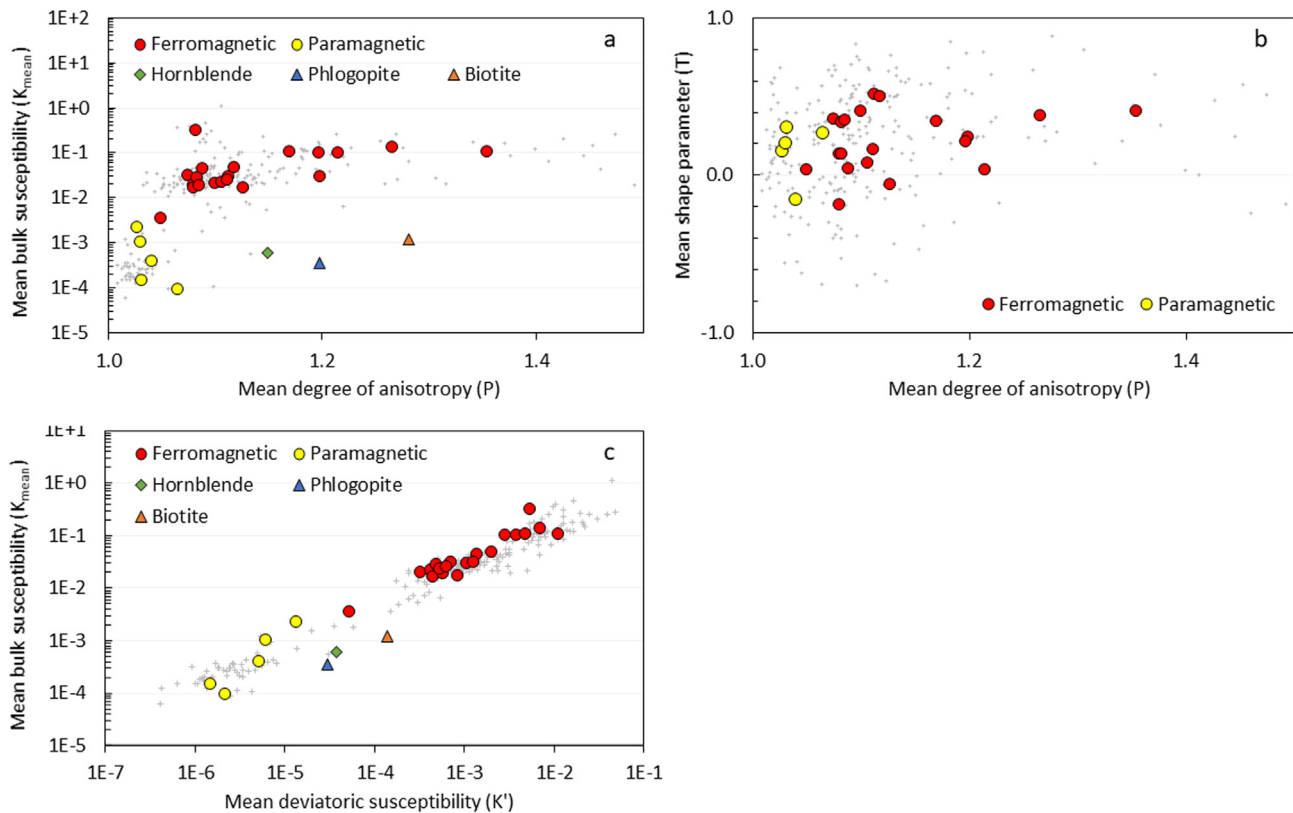 1E+2
1E+1
1E+0
1E-1
1E-2
1E-3
1E-4
1E-5
Mean bulk susceptibility (Kmean)
Ferromagnetic Paramagnetic
Hornblende Phlogopite Biotite
a
1.0 1.2 1.4
Mean degree of anisotropy (P)
1.0
0.0
-1.0
Mean shape parameter (T)
b
Ferromagnetic Paramagnetic
1.0 1.2 1.4
Mean degree of anisotropy (P)
1E+1
1E+0
1E-1
1E-2
1E-3
1E-4
1E-5
Mean bulk susceptibility (Kmean)
Ferromagnetic Paramagnetic
Hornblende Phlogopite
Biotite
c
1E-7 1E-6 1E-5 1E-4 1E-3 1E-2 1E-1
Mean deviatoric susceptibility (K')